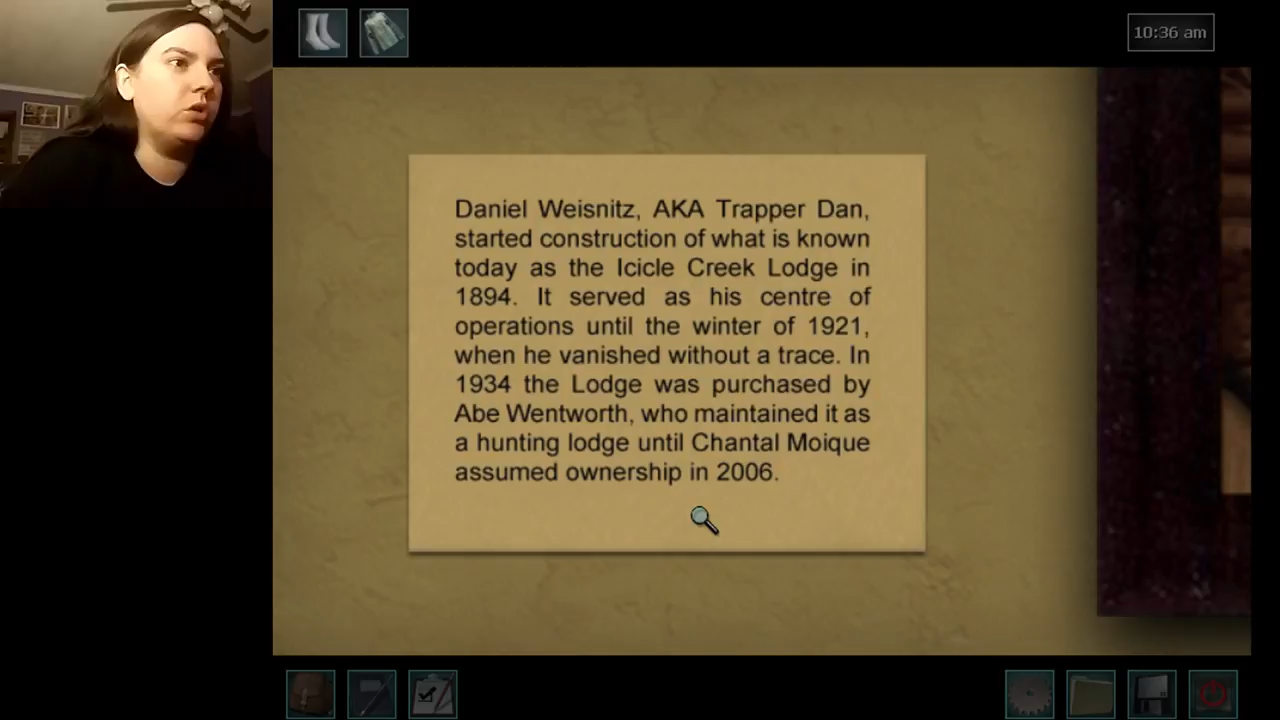 10:36 am
Daniel Weisnitz, AKA Trapper Dan,
started construction of what is known
today as the Icicle Creek Lodge in
1894. It served as his centre of
operations until the winter of 1921,
when he vanished without a trace. In
1934 the Lodge was purchased by
Abe Wentworth, who maintained it as
a hunting lodge until Chantal Moique
assumed ownership in 2006.